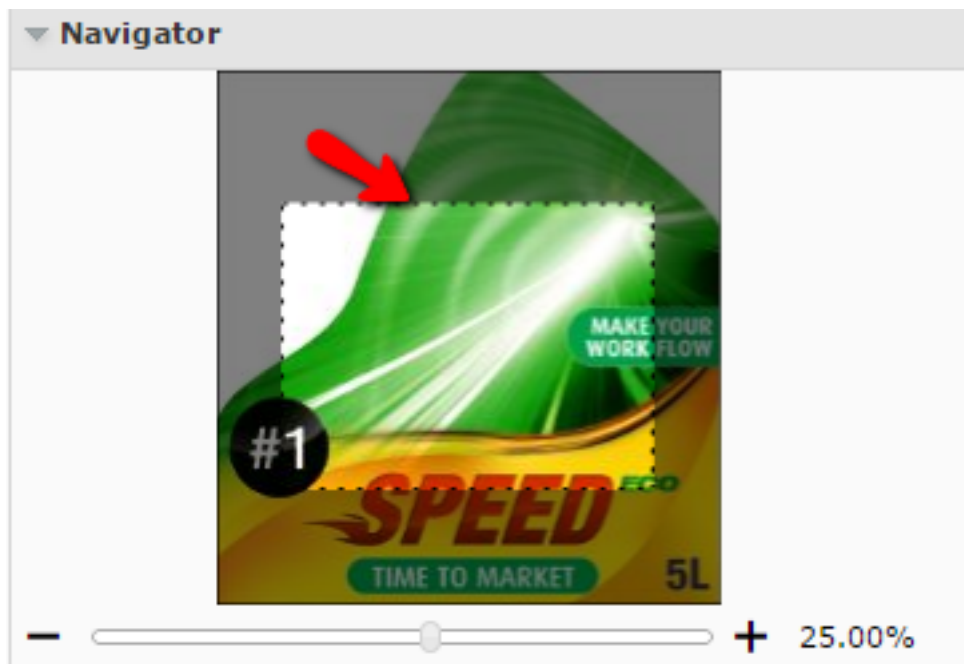 Navigator
MAKE YOUR
WORK FLOW
#1
SPEED ECO
TIME TO MARKET
5L
25.00%